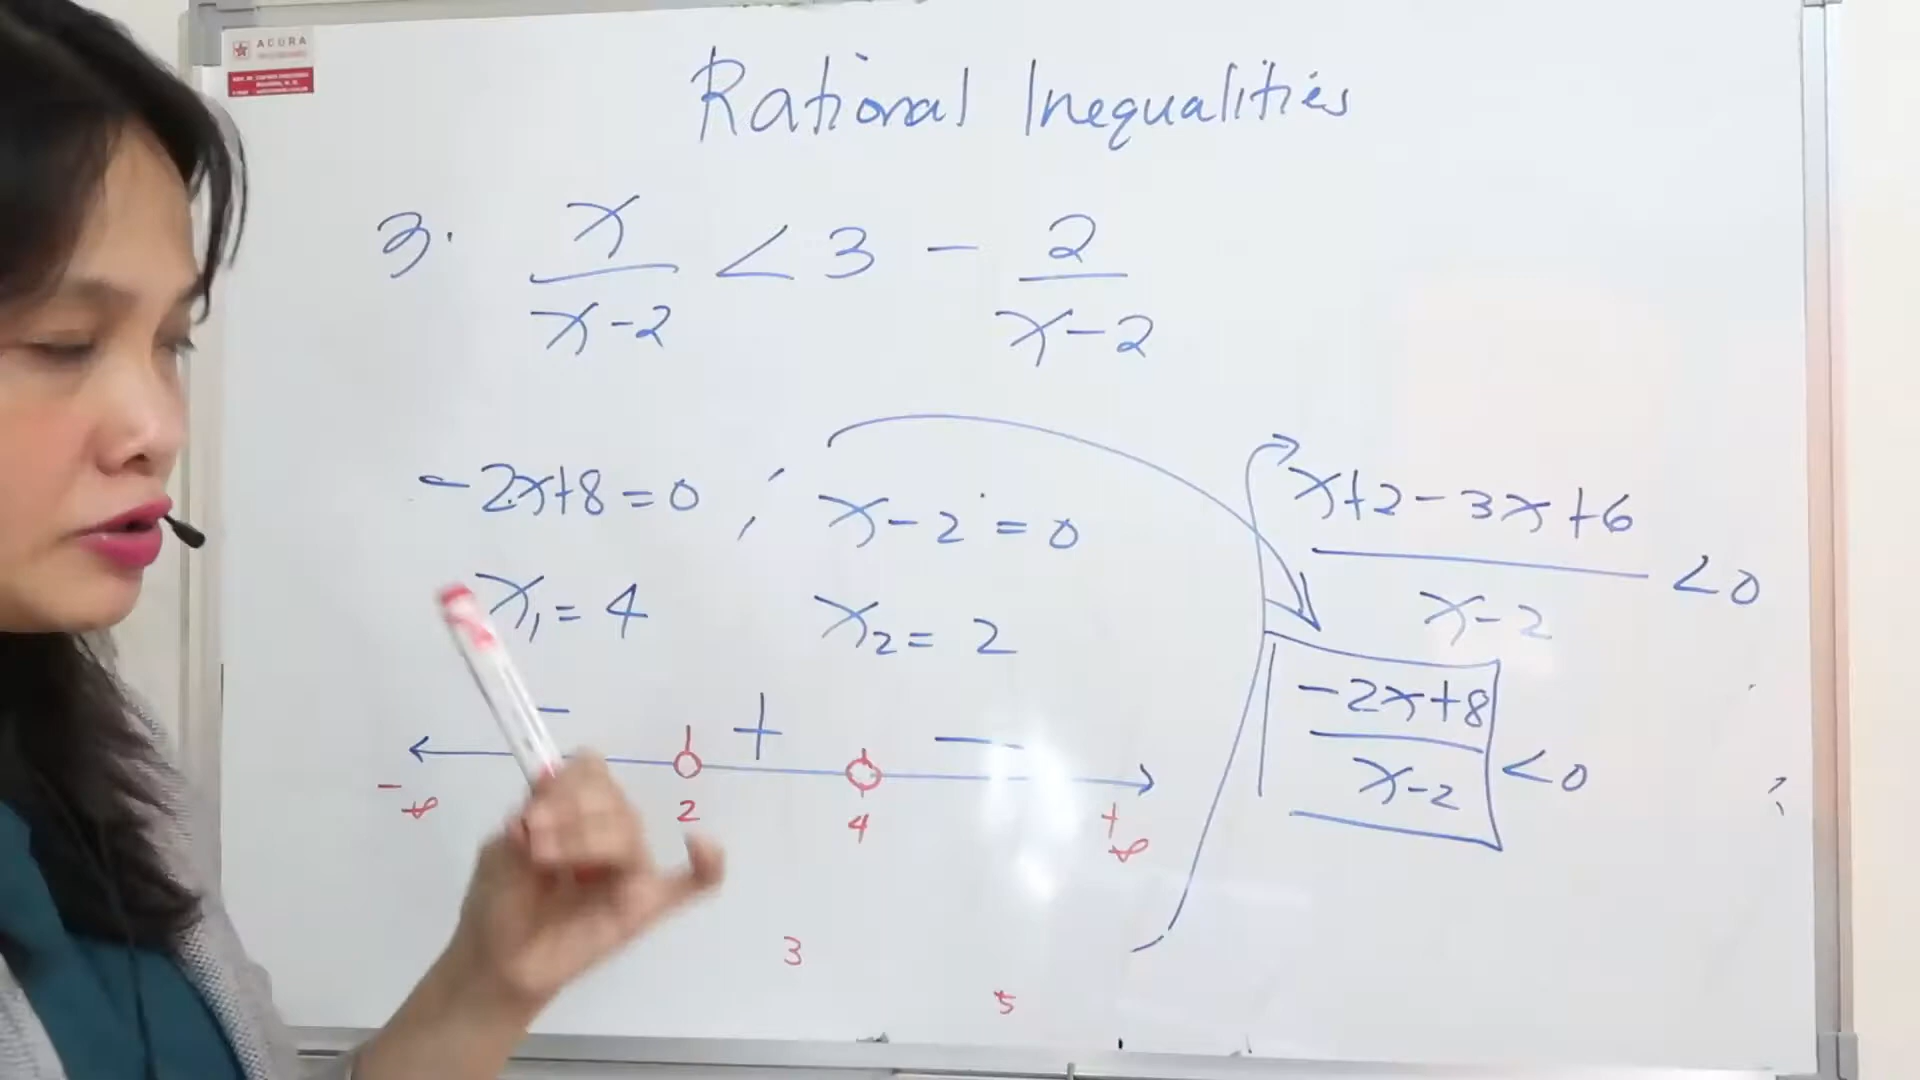 ACURA
Rational Inequalities
3. x/x-2 < 3 - 2/x-2
-2x+8=0 ; x-2=0
x₁=4 x₂=2
- + -
-∞ 2 4 +∞
3
5
x+2-3x+6/x-2 <0
-2x+8/x-2 <0